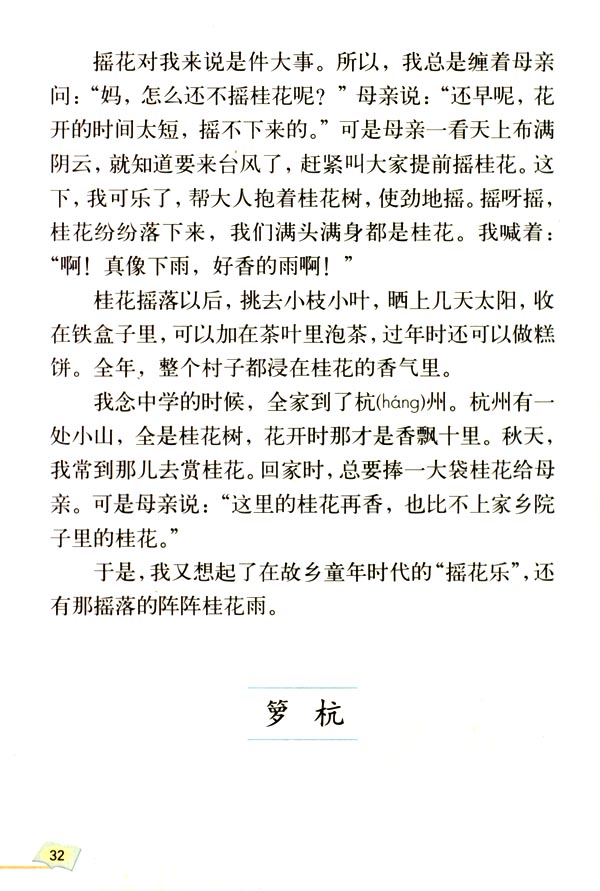 摇花对我来说是件大事。所以，我总是缠着母亲
问：“妈，怎么还不摇桂花呢？”母亲说：“还早呢，花
开的时间太短，摇不下来的。”可是母亲一看天上布满
阴云，就知道要来台风了，赶紧叫大家提前摇桂花。这
下，我可乐了，帮大人抱着桂花树，使劲地摇。摇呀摇，
桂花纷纷落下来，我们满头满身都是桂花。我喊着：
“啊！真像下雨，好香的雨啊！”
桂花摇落以后，挑去小枝小叶，晒上几天太阳，收
在铁盒子里，可以加在茶叶里泡茶，过年时还可以做糕
饼。全年，整个村子都浸在桂花的香气里。
我念中学的时候，全家到了杭(háng)州。杭州有一
处小山，全是桂花树，花开时那才是香飘十里。秋天，
我常到那儿去赏桂花。回家时，总要捧一大袋桂花给母
亲。可是母亲说：“这里的桂花再香，也比不上家乡院
子里的桂花。”
于是，我又想起了在故乡童年时代的“摇花乐”，还
有那摇落的阵阵桂花雨。
箩 杭
32